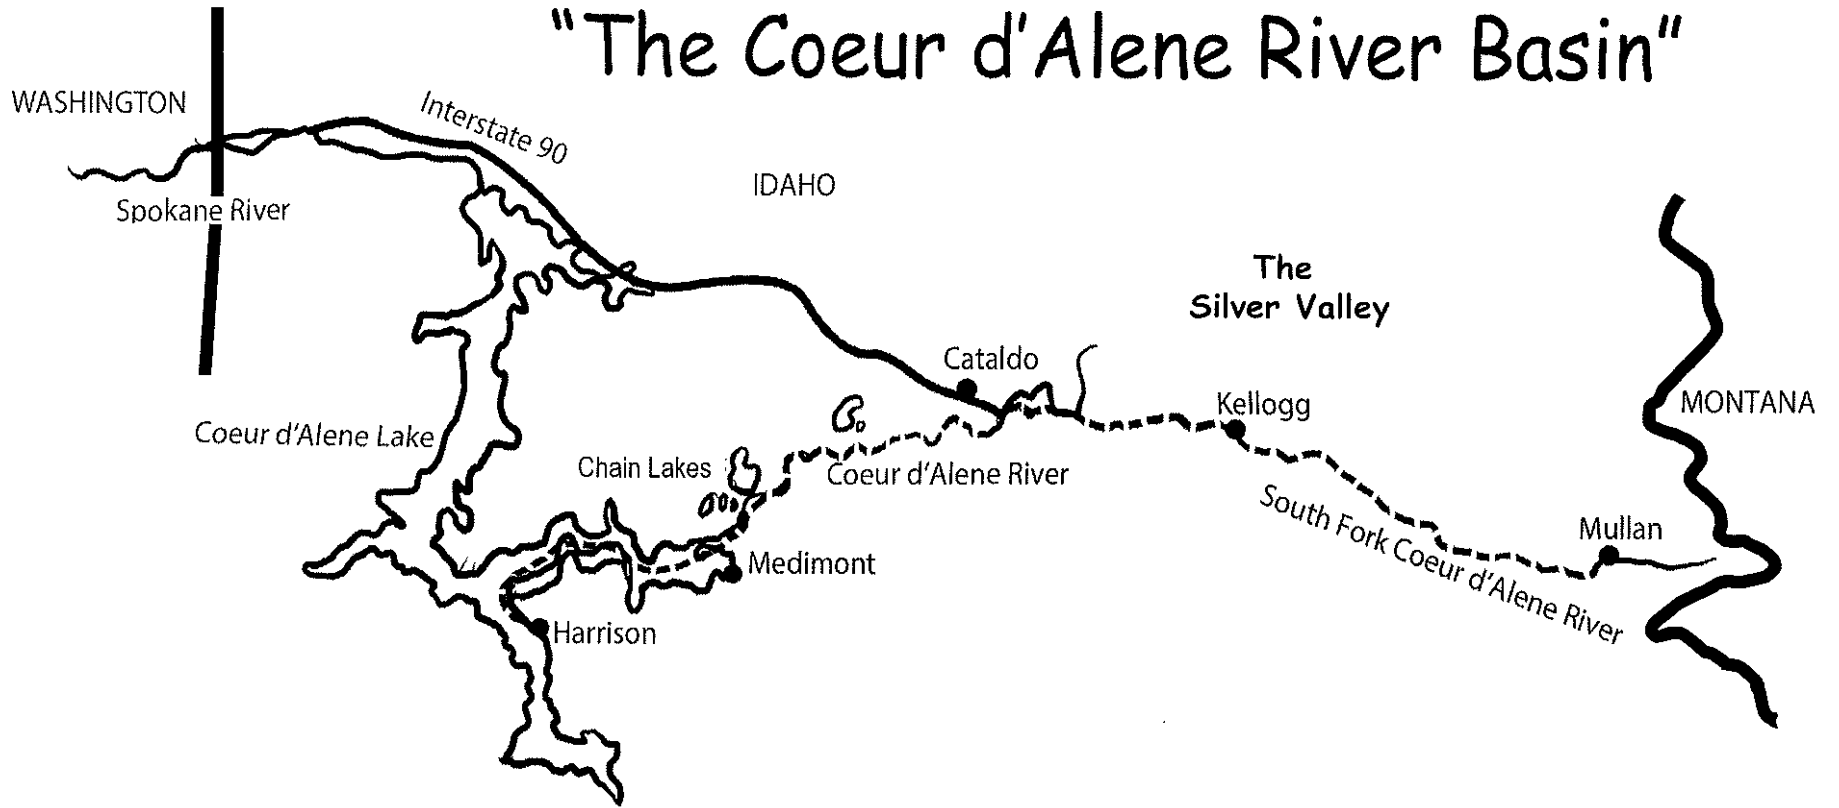 "The Coeur d'Alene River Basin"
WASHINGTON
Interstate 90
IDAHO
Spokane River
The
Silver Valley
Cataldo
Kellogg
MONTANA
Coeur d'Alene Lake
Chain Lakes
Coeur d'Alene River
South Fork Coeur d'Alene River
Mullan
Medimont
Harrison